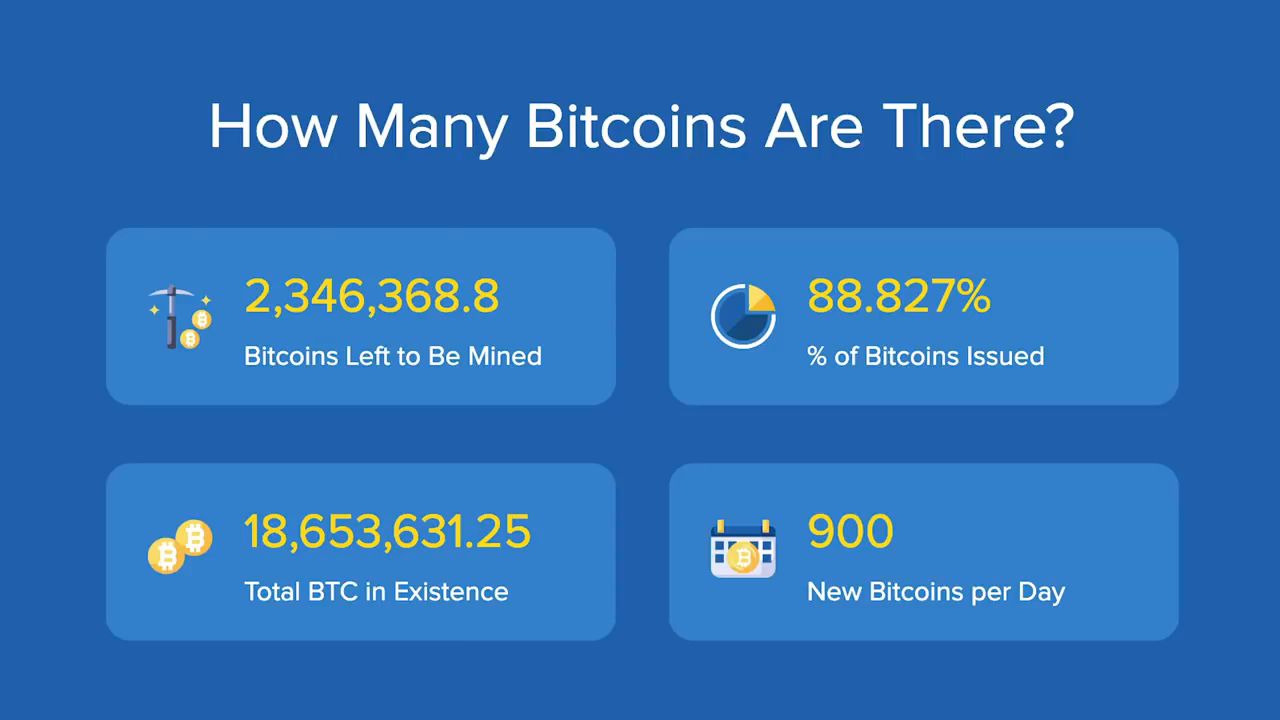 How Many Bitcoins Are There?
2,346,368.8
Bitcoins Left to Be Mined
88.827%
% of Bitcoins Issued
18,653,631.25
Total BTC in Existence
900
New Bitcoins per Day